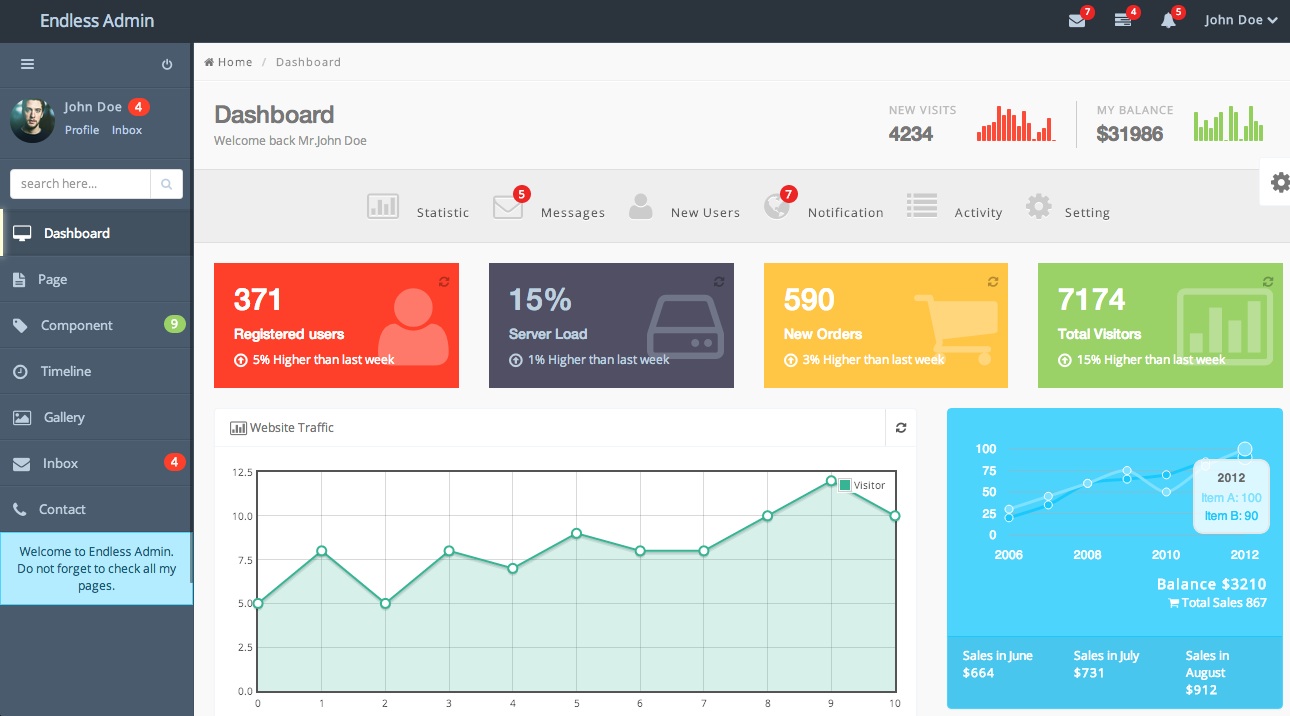 Endless Admin
7
4
5
John Doe
John Doe 4
Profile Inbox
search here...
Dashboard
Page
Component 9
Timeline
Gallery
Inbox 4
Contact
Welcome to Endless Admin.
Do not forget to check all my
pages.
Home / Dashboard
Dashboard
Welcome back Mr.John Doe
NEW VISITS
4234
MY BALANCE
$31986
Statistic
5
Messages
New Users
7
Notification
Activity
Setting
371
Registered users
5% Higher than last week
15%
Server Load
1% Higher than last week
590
New Orders
3% Higher than last week
7174
Total Visitors
15% Higher than last week
Website Traffic
12.5
10.0
7.5
5.0
2.5
0.0
Visitor
0 1 2 3 4 5 6 7 8 9 10
100
75
50
25
0
2006 2008 2010 2012
2012
Item A: 100
Item B: 90
Balance $3210
Total Sales 867
Sales in June
$664
Sales in July
$731
Sales in
August
$912